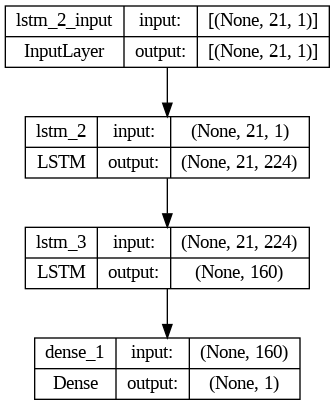 lstm_2_input input: [(None, 21, 1)]
InputLayer output: [(None, 21, 1)]
lstm_2 input: (None, 21, 1)
LSTM output: (None, 21, 224)
lstm_3 input: (None, 21, 224)
LSTM output: (None, 160)
dense_1 input: (None, 160)
Dense output: (None, 1)